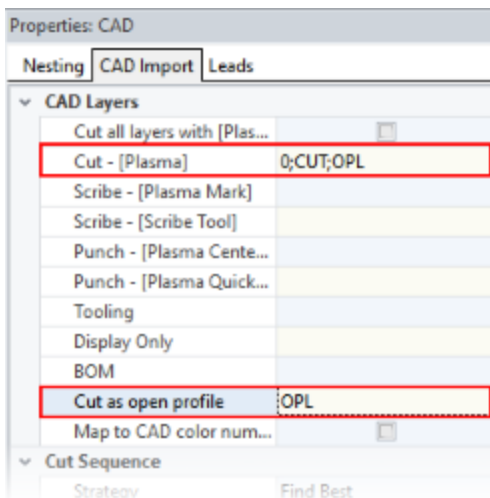 Properties: CAD
Nesting CAD Import Leads
CAD Layers
Cut all layers with [Plas...
Cut - [Plasma] 0;CUT;OPL
Scribe - [Plasma Mark]
Scribe - [Scribe Tool]
Punch - [Plasma Cente...
Punch - [Plasma Quick...
Tooling
Display Only
BOM
Cut as open profile OPL
Map to CAD color num...
Cut Sequence
Strategy Find Best